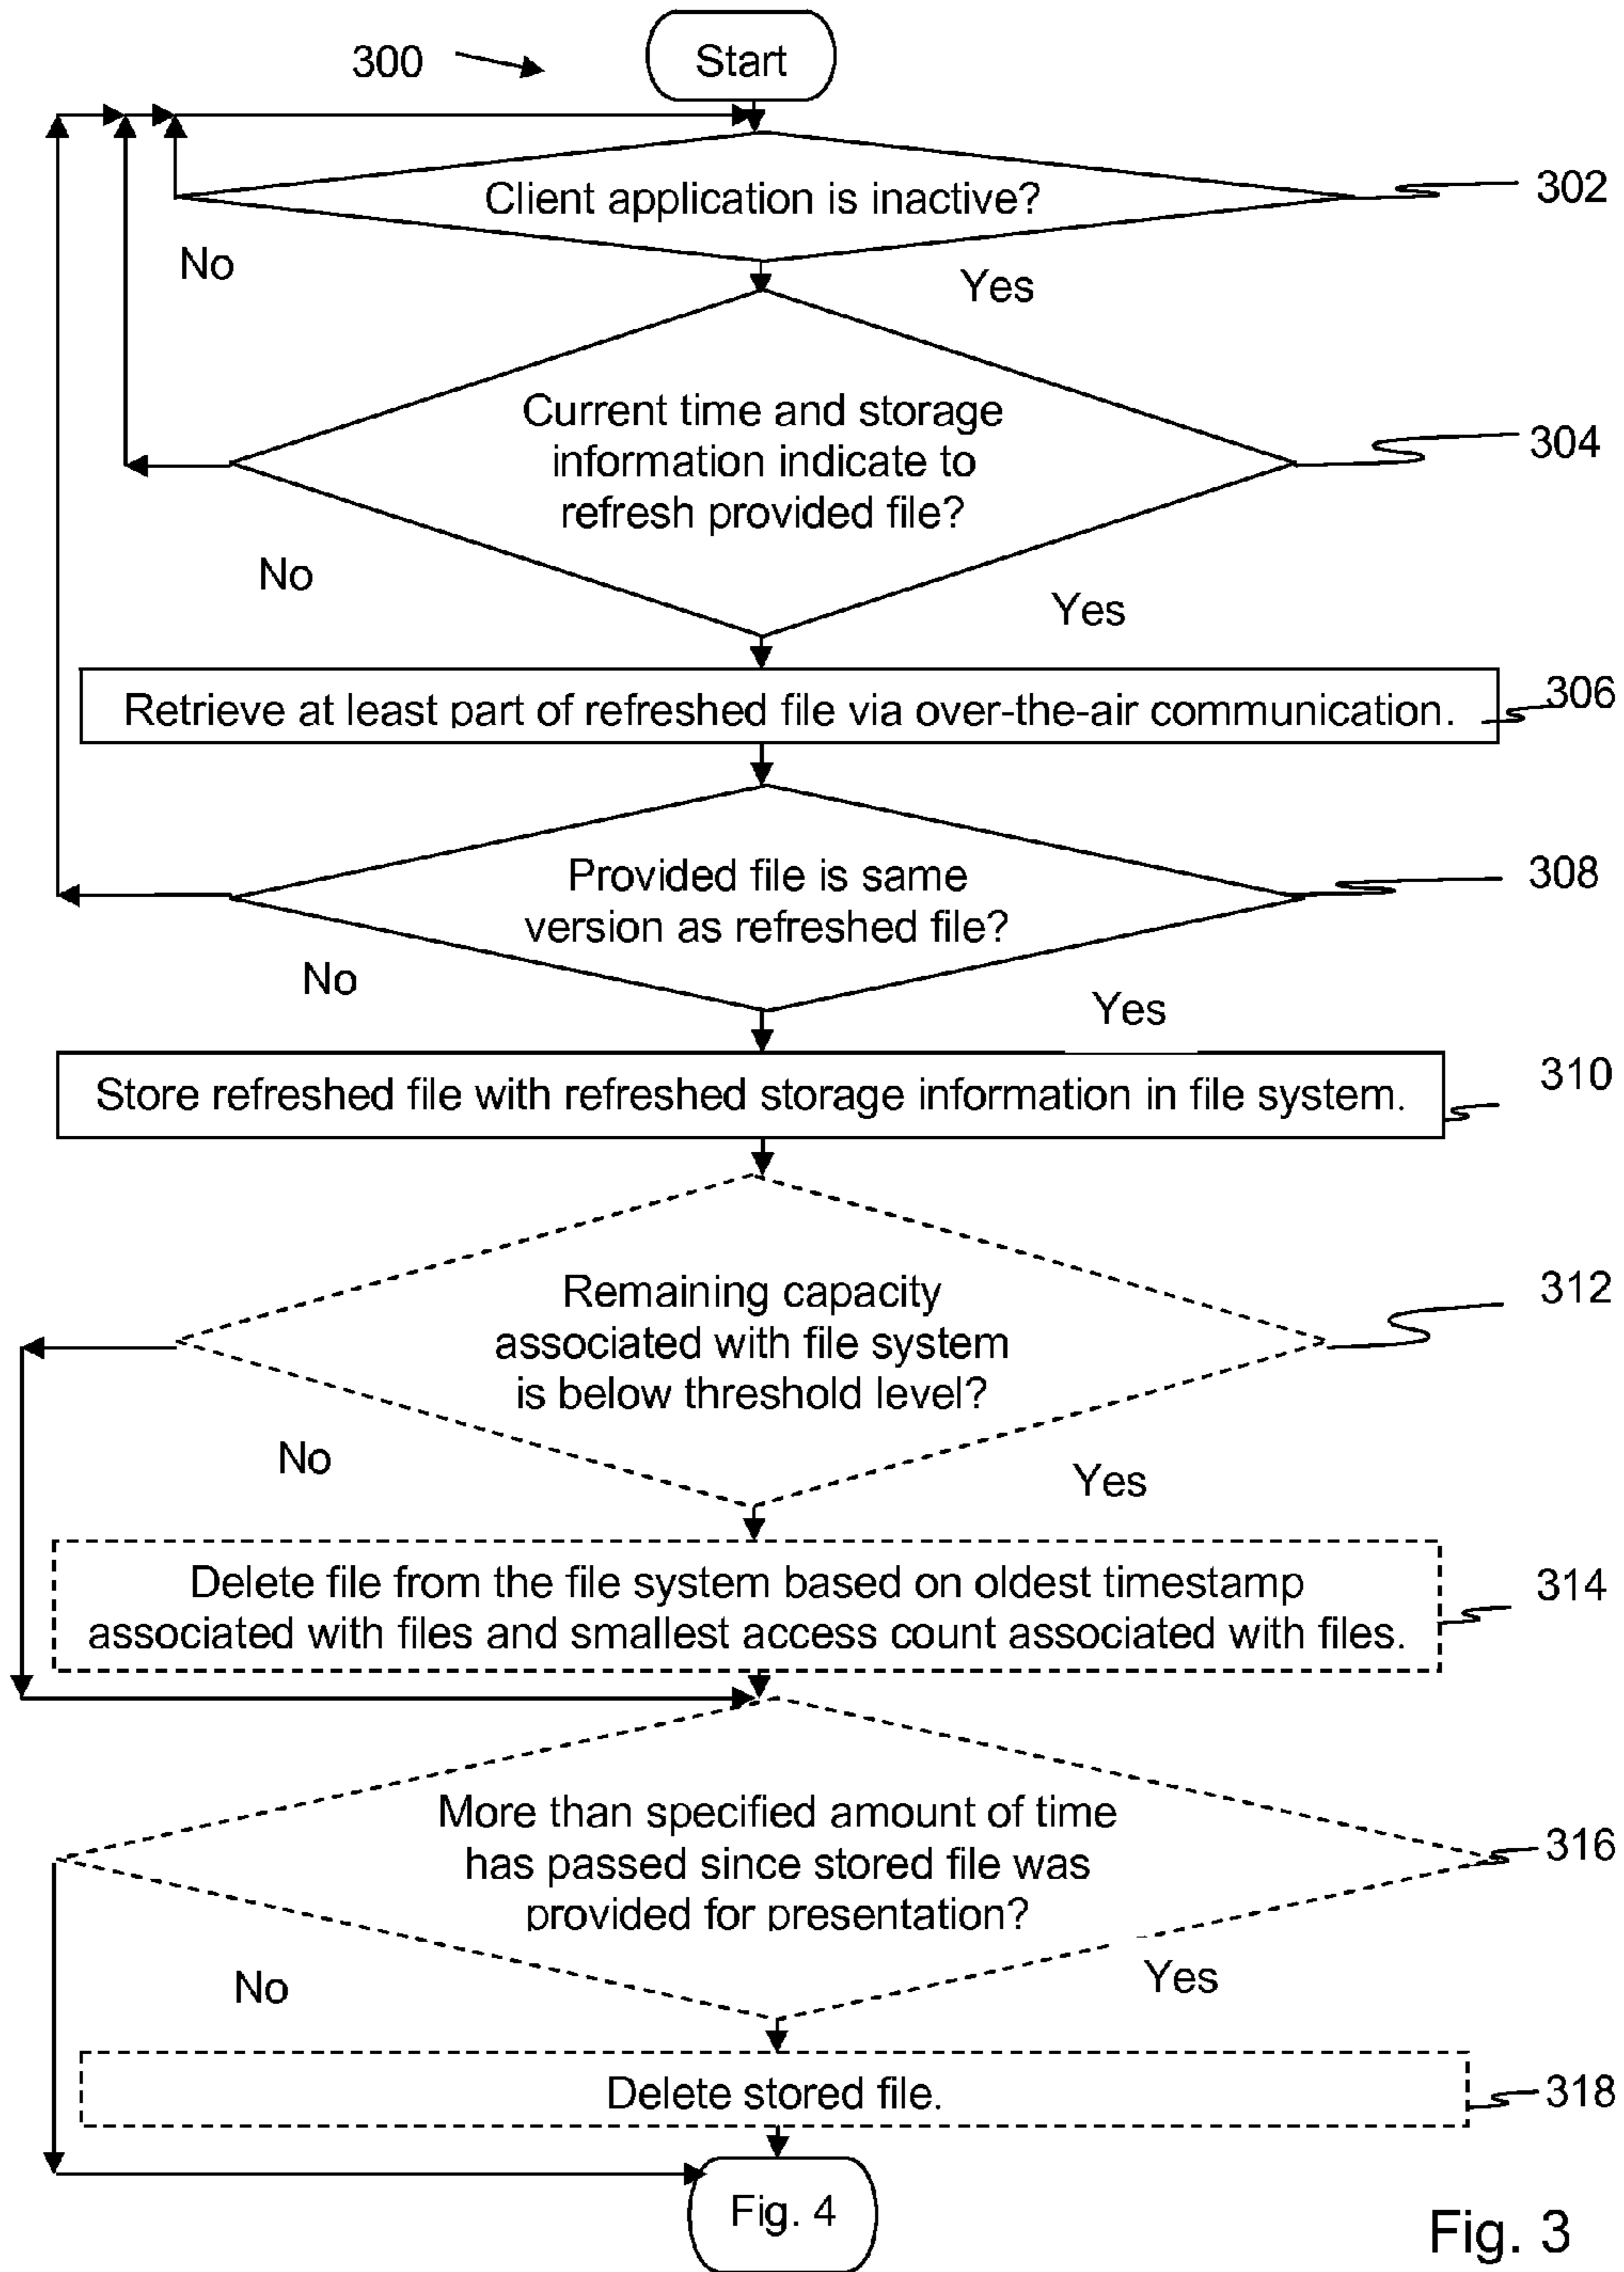 300
Start
Client application is inactive?
302
No
Yes
Current time and storage
information indicate to
refresh provided file?
304
No
Yes
Retrieve at least part of refreshed file via over-the-air communication.
306
Provided file is same
version as refreshed file?
308
No
Yes
Store refreshed file with refreshed storage information in file system.
310
Remaining capacity
associated with file system
is below threshold level?
312
No
Yes
Delete file from the file system based on oldest timestamp
associated with files and smallest access count associated with files.
314
More than specified amount of time
has passed since stored file was
provided for presentation?
316
No
Yes
Delete stored file.
318
Fig. 4
Fig. 3